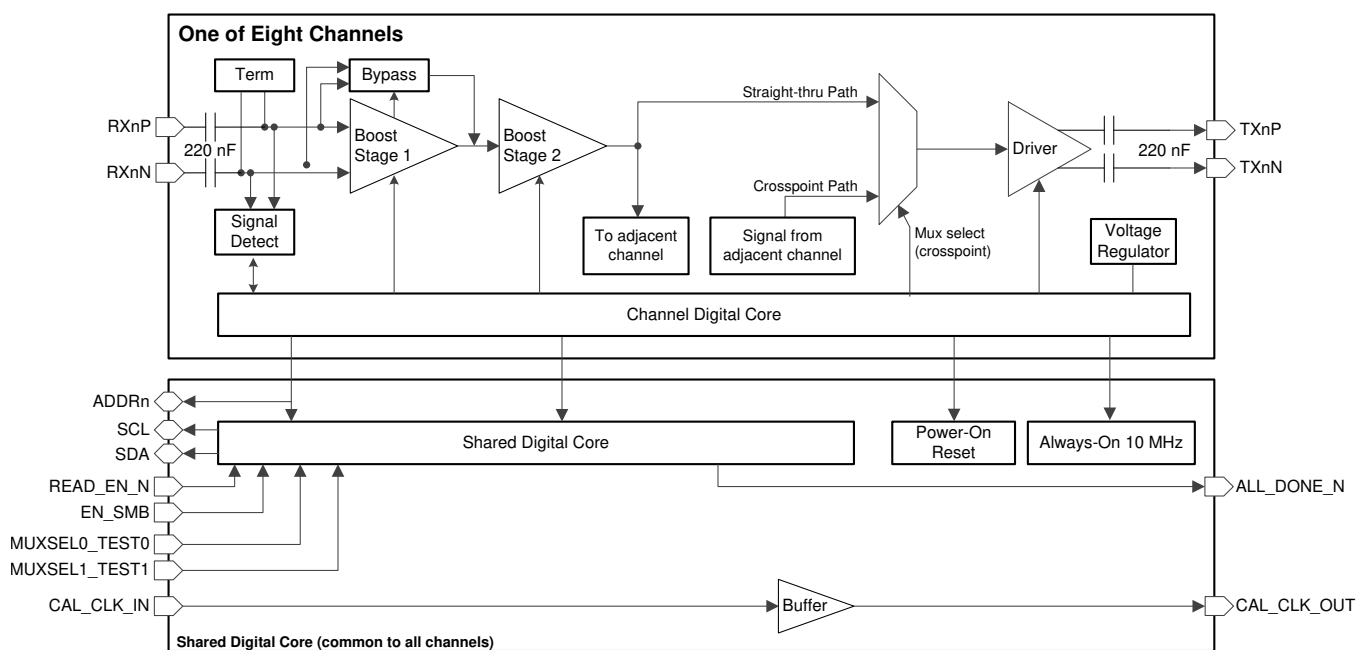 One of Eight Channels
Term
Bypass
RXnP
220 nF
RXnN
Boost
Stage 1
Boost
Stage 2
Straight-thru Path
Crosspoint Path
Driver
220 nF
TXnP
TXnN
Signal
Detect
To adjacent
channel
Signal from
adjacent channel
Mux select
(crosspoint)
Voltage
Regulator
Channel Digital Core
ADDRn
SCL
SDA
READ_EN_N
EN_SMB
MUXSEL0_TEST0
MUXSEL1_TEST1
CAL_CLK_IN
Shared Digital Core
Power-On
Reset
Always-On 10 MHz
ALL_DONE_N
Buffer
CAL_CLK_OUT
Shared Digital Core (common to all channels)